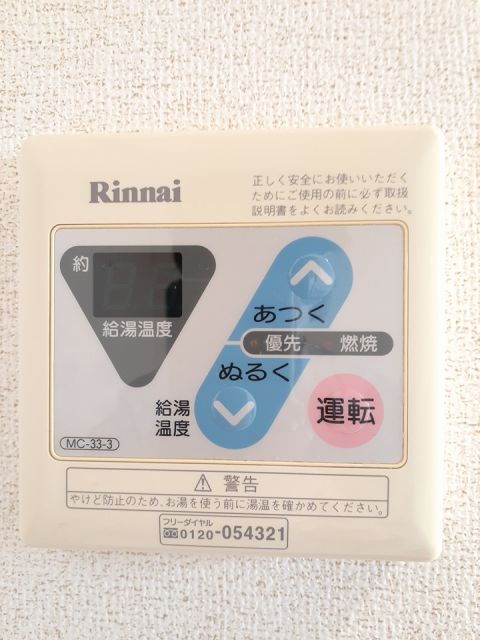 Rinnai
正しく安全にお使いいただく
ためにご使用の前に必ず取扱
説明書をよくお読みください。
約
給湯温度
あつく
優先 燃焼
ぬるく
給湯
温度
運転
MC-33-3
警告
やけど防止のため、お湯を使う前に湯温を確かめてください。
フリーダイヤル
0120-054321